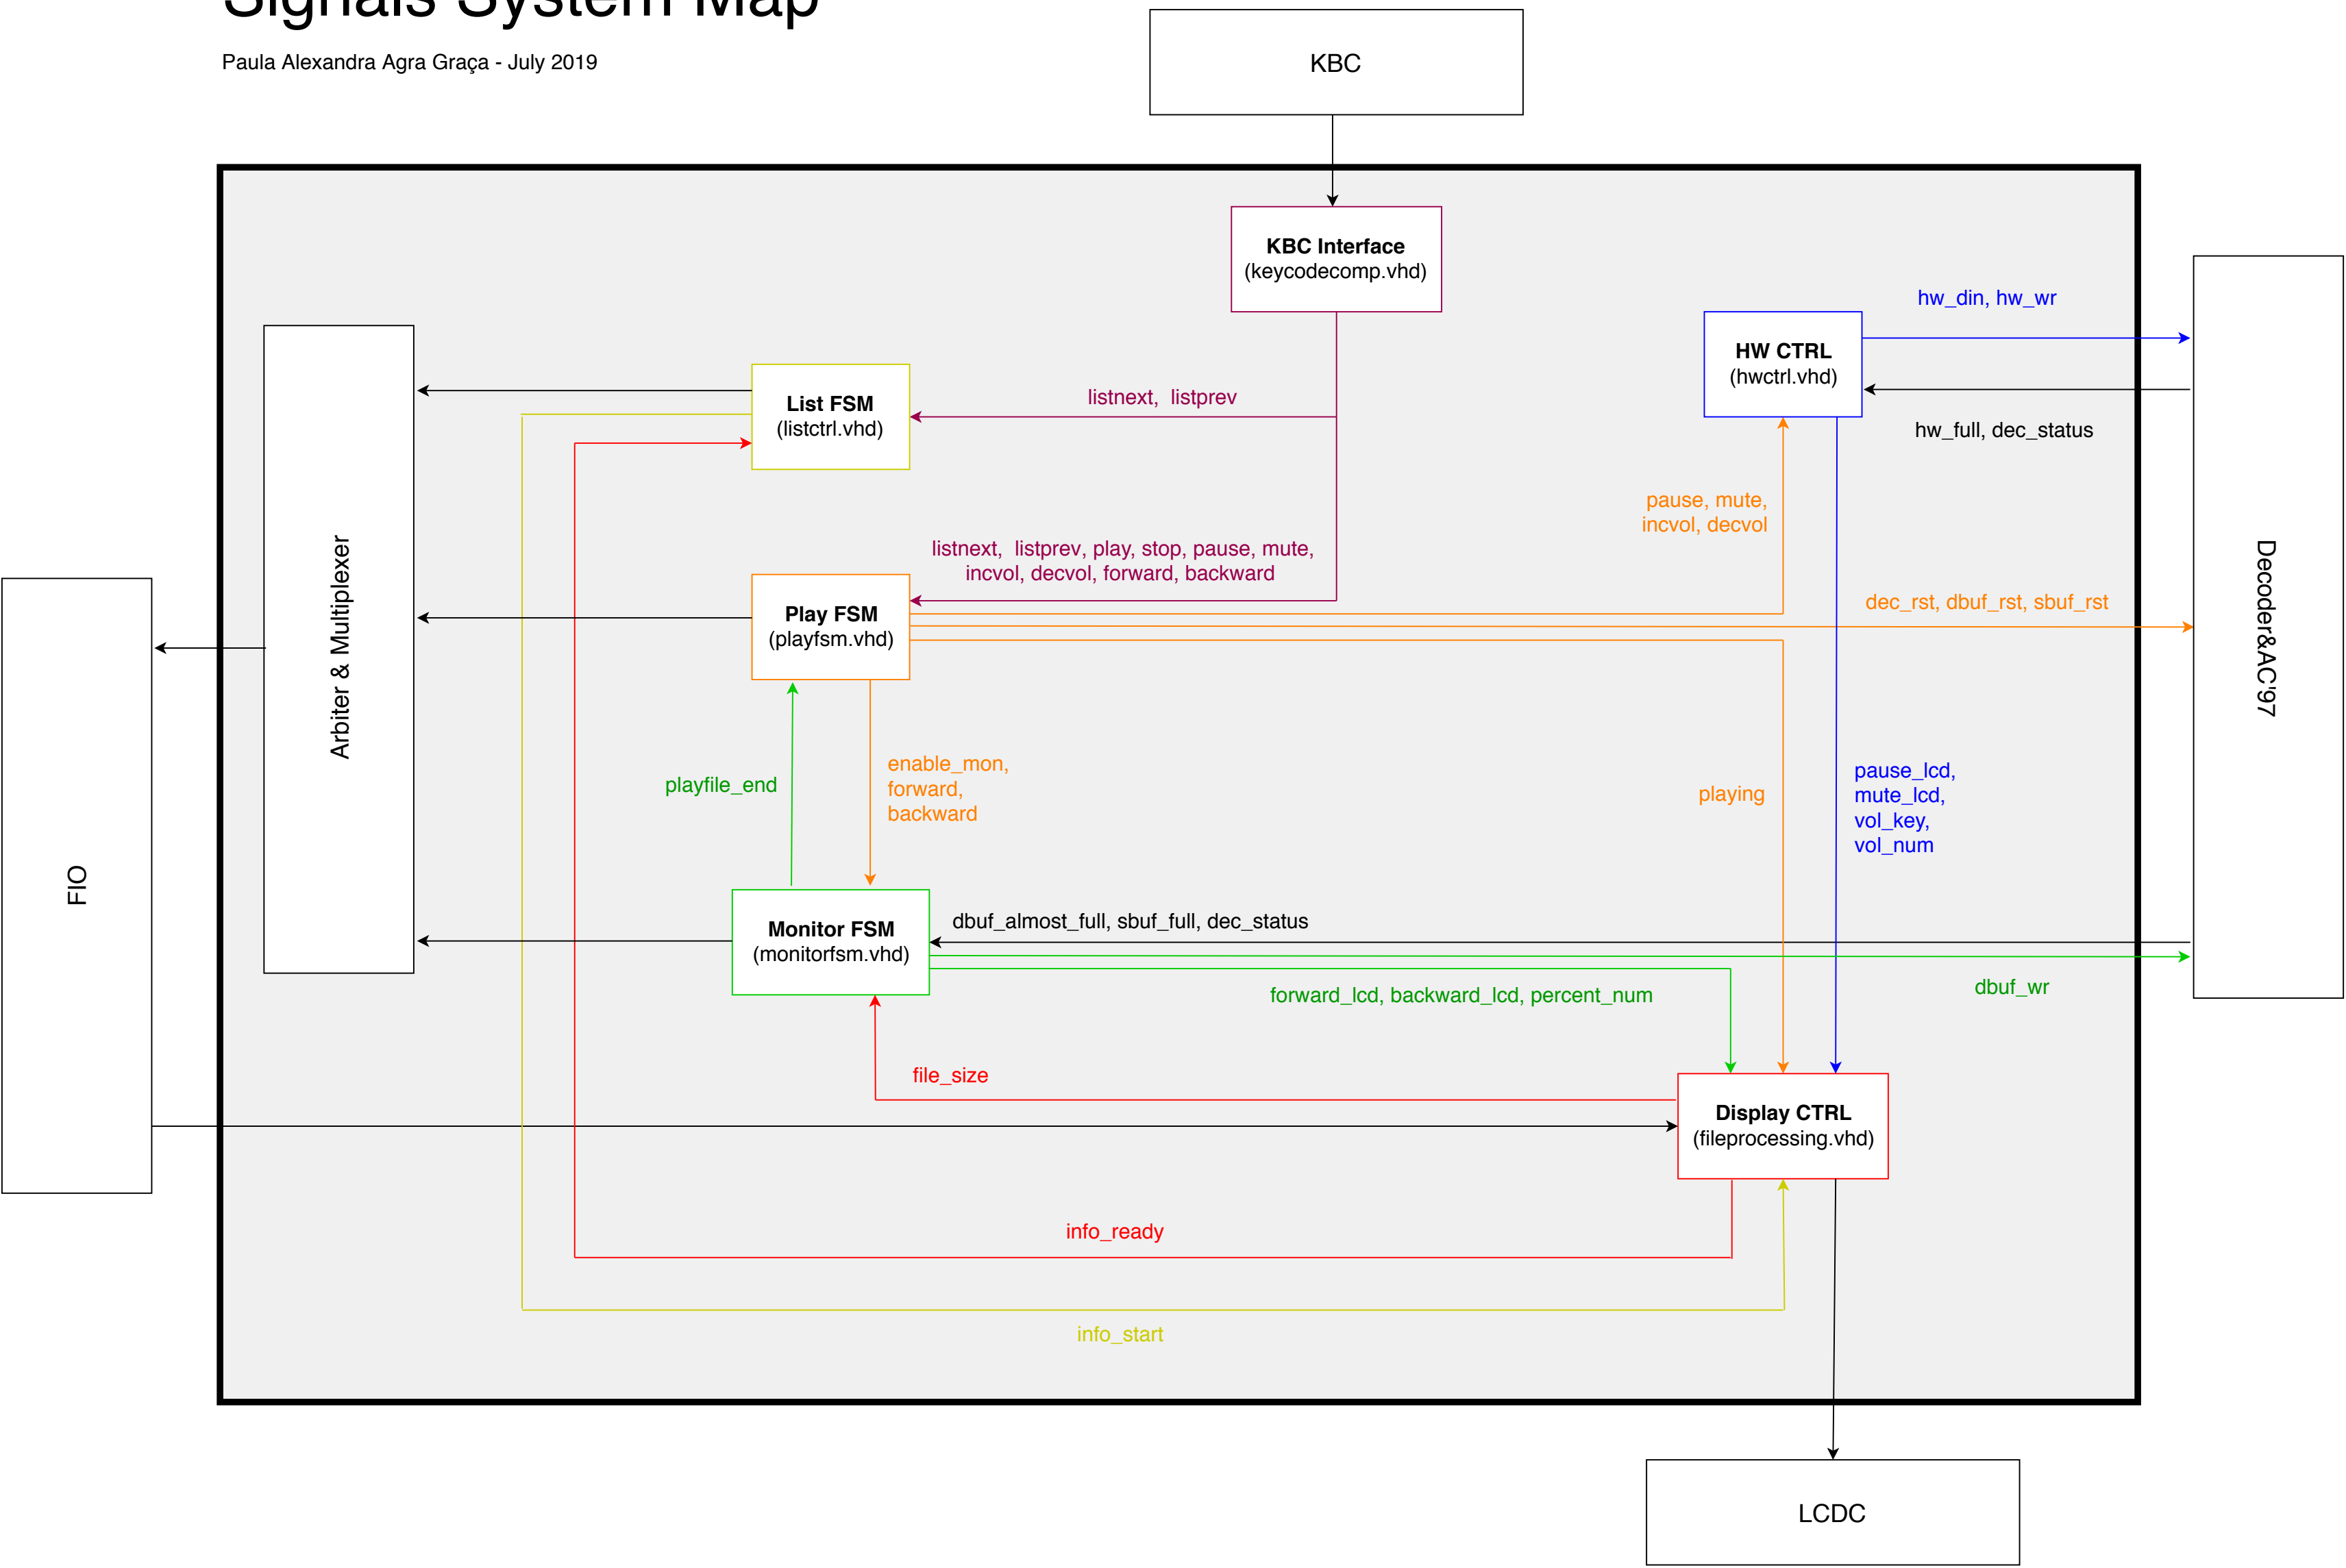 Signals System Map
Paula Alexandra Agra Graça - July 2019
KBC
KBC Interface
(keycodecomp.vhd)
hw_din, hw_wr
HW CTRL
(hwctrl.vhd)
List FSM
(listctrl.vhd)
listnext,  listprev
hw_full, dec_status
pause, mute,
incvol, decvol
listnext,  listprev, play, stop, pause, mute,
incvol, decvol, forward, backward
Play FSM
(playfsm.vhd)
dec_rst, dbuf_rst, sbuf_rst
Arbiter & Multiplexer
Decoder&AC'97
FIO
playfile_end
enable_mon,
forward,
backward
playing
pause_lcd,
mute_lcd,
vol_key,
vol_num
Monitor FSM
(monitorfsm.vhd)
dbuf_almost_full, sbuf_full, dec_status
forward_lcd, backward_lcd, percent_num
dbuf_wr
file_size
Display CTRL
(fileprocessing.vhd)
info_ready
info_start
LCDC